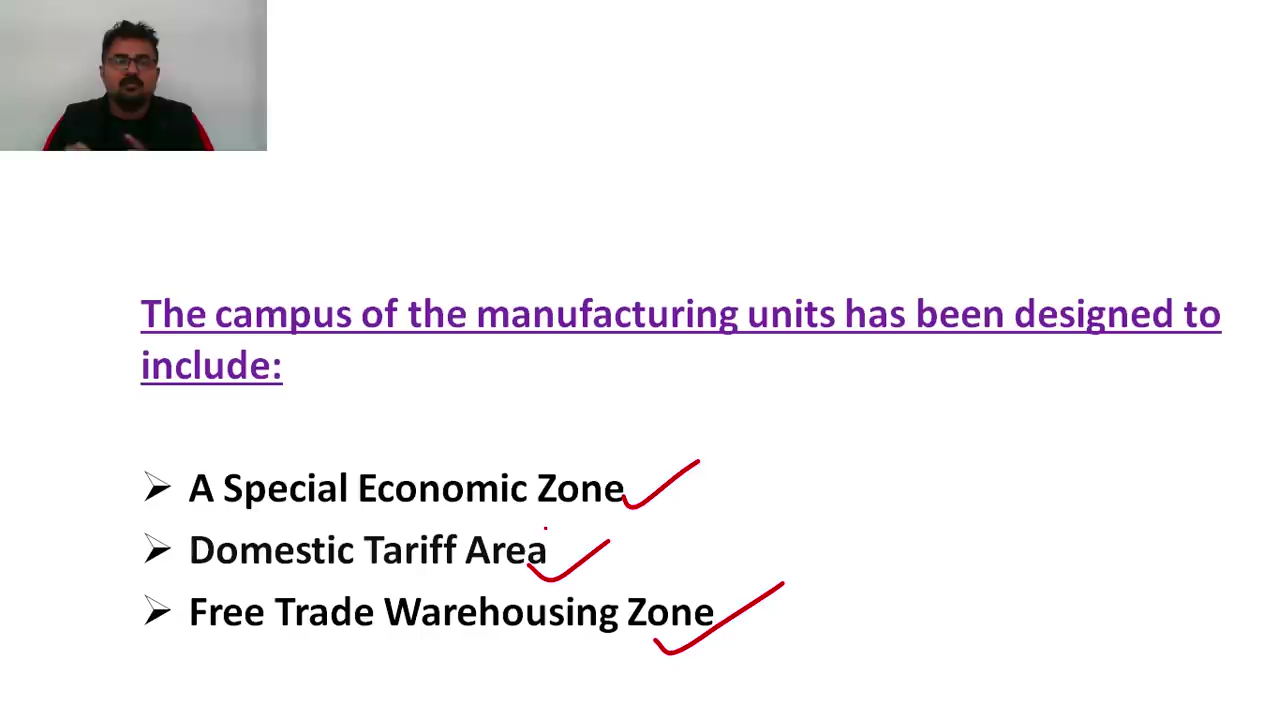 The campus of the manufacturing units has been designed to
include:
A Special Economic Zone
Domestic Tariff Area
Free Trade Warehousing Zone